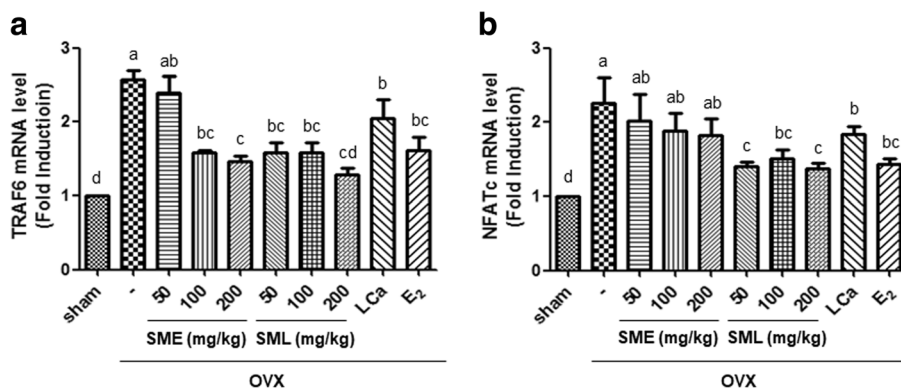 a
TRAF6 mRNA level
(Fold Inductioin)
3
2
1
0
d
a
ab
bc
c
bc
bc
cd
b
bc
sham
-
50
100
200
50
100
200
LCa
E₂
SME (mg/kg)
SML (mg/kg)
OVX
b
NFATc mRNA level
(Fold Induction)
3
2
1
0
d
a
ab
ab
ab
c
bc
c
b
bc
sham
-
50
100
200
50
100
200
LCa
E₂
SME (mg/kg)
SML (mg/kg)
OVX